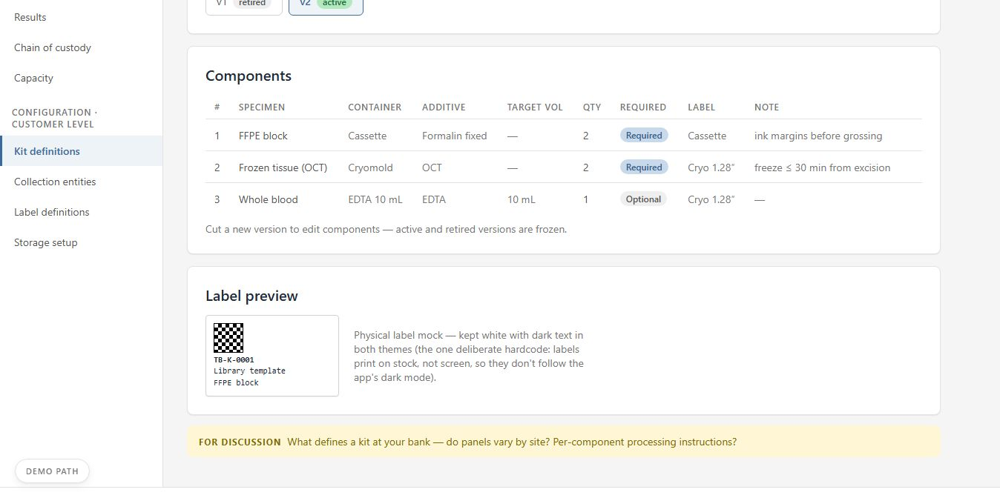 Results
Chain of custody
Capacity
CONFIGURATION ·
CUSTOMER LEVEL
Kit definitions
Collection entities
Label definitions
Storage setup
DEMO PATH
V1 retired V2 active
Components
# SPECIMEN CONTAINER ADDITIVE TARGET VOL QTY REQUIRED LABEL NOTE
1 FFPE block Cassette Formalin fixed — 2 Required Cassette ink margins before grossing
2 Frozen tissue (OCT) Cryomold OCT — 2 Required Cryo 1.28″ freeze ≤ 30 min from excision
3 Whole blood EDTA 10 mL EDTA 10 mL 1 Optional Cryo 1.28″ —
Cut a new version to edit components — active and retired versions are frozen.
Label preview
TB-K-0001
Library template
FFPE block
Physical label mock — kept white with dark text in
both themes (the one deliberate hardcode: labels
print on stock, not screen, so they don't follow the
app's dark mode).
FOR DISCUSSION What defines a kit at your bank — do panels vary by site? Per-component processing instructions?